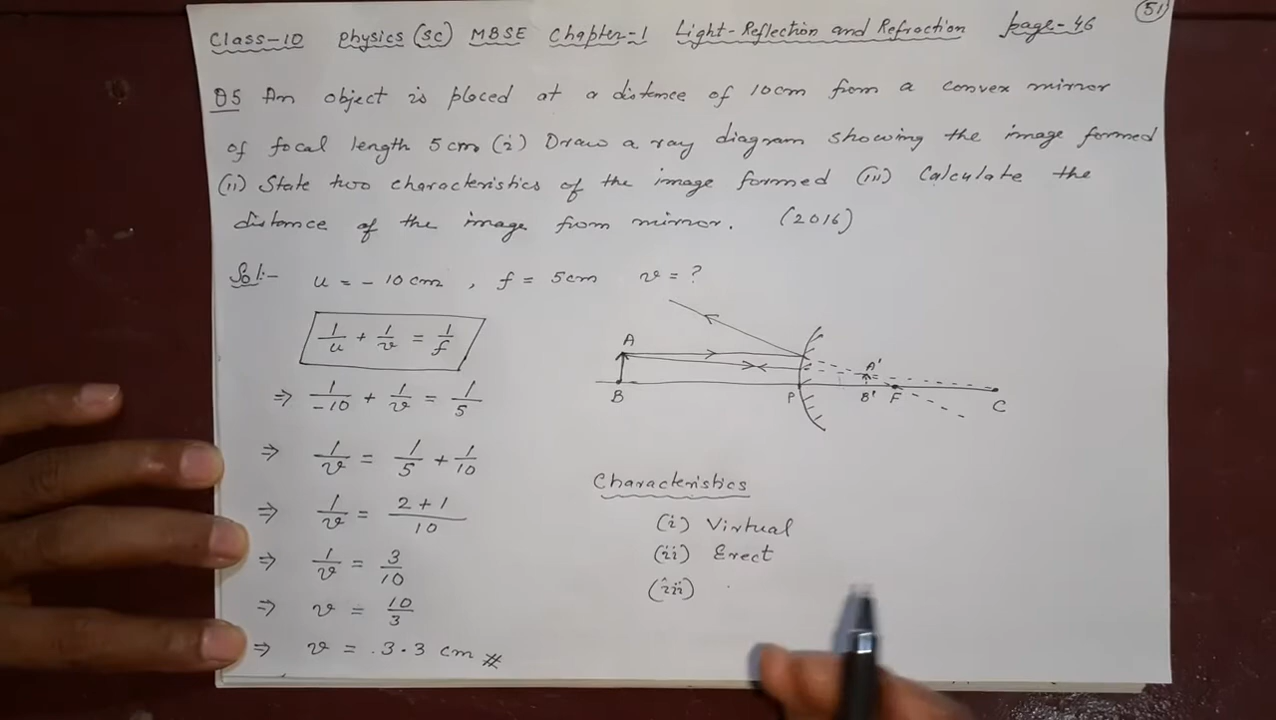 51
Class-10 Physics (SC) MBSE Chapter-1 Light-Reflection and Refraction page-46
Q5 An object is placed at a distance of 10cm from a convex mirror
of focal length 5cm (i) Draw a ray diagram showing the image formed
(ii) State two characteristics of the image formed (iii) Calculate the
distance of the image from mirror. (2016)
Sol:- u = - 10cm , f = 5cm v = ?
1/u + 1/v = 1/f
⇒ 1/-10 + 1/v = 1/5
⇒ 1/v = 1/5 + 1/10
⇒ 1/v = 2+1/10
⇒ 1/v = 3/10
⇒ v = 10/3
⇒ v = 3.3 cm #
A
B
P
A'
B'
F
C
Characteristics
(i) Virtual
(ii) Erect
(iii)